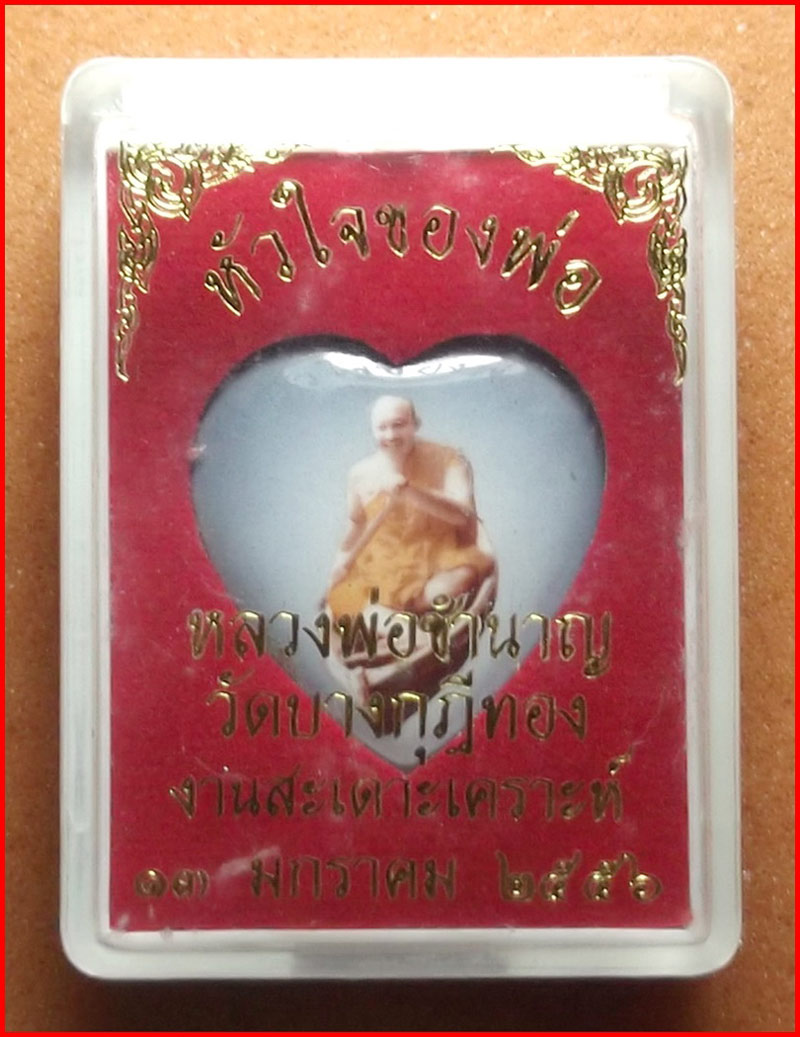 หัวใจของพ่อ
หลวงพ่อชำนาญ
วัดบางกุฎีทอง
งานสะเดาะเคราะห์
๑๓ มกราคม ๒๕๕๖